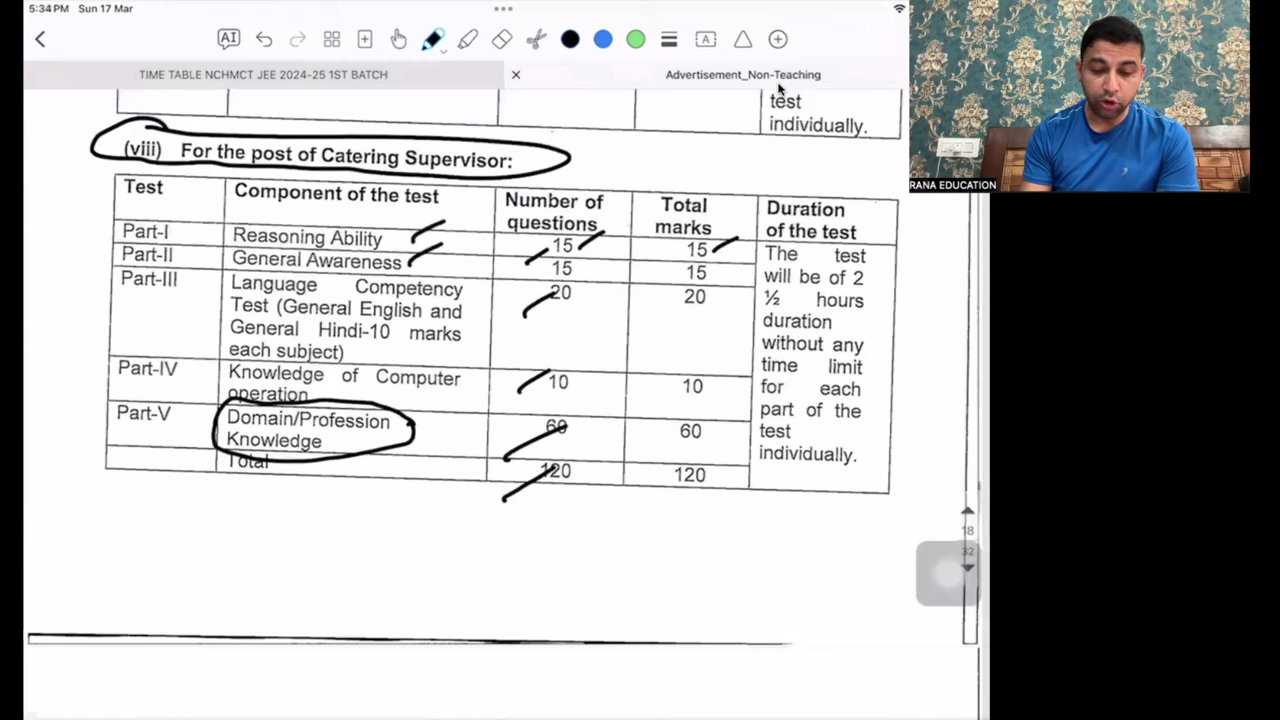 5:34 PM Sun 17 Mar
AI
A
TIME TABLE NCHMCT JEE 2024-25 1ST BATCH
Advertisement_Non-Teaching
test
individually.
RANA EDUCATION
(viii) For the post of Catering Supervisor:
Test Component of the test Number of questions Total marks Duration of the test
Part-I Reasoning Ability 15 15
Part-II General Awareness 15 15
Part-III Language Competency
Test (General English and
General Hindi-10 marks
each subject) 20 20
Part-IV Knowledge of Computer
operation 10 10
Part-V Domain/Profession
Knowledge 60 60
Total 120 120
The test
will be of 2
½ hours
duration
without any
time limit
for each
part of the
test
individually.
18
32